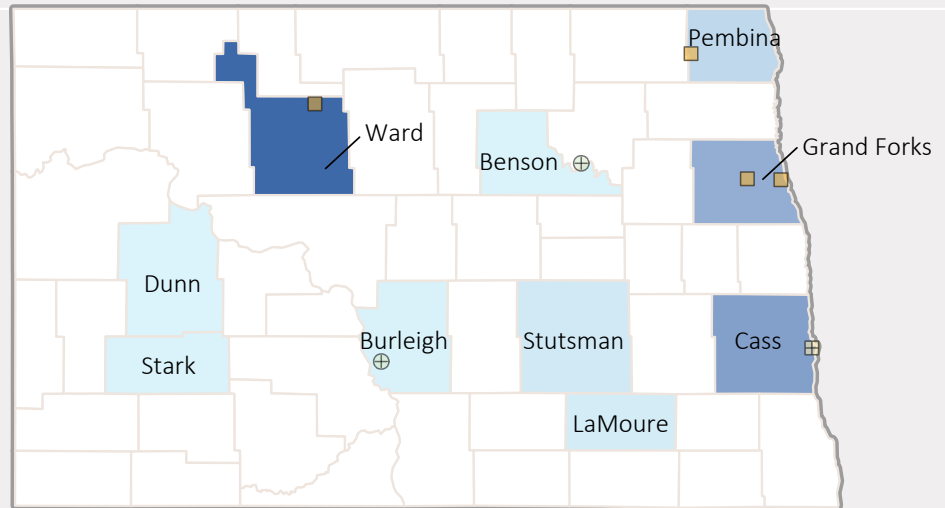 Pembina
Ward
Grand Forks
Benson
Dunn
Burleigh
Stutsman
Cass
Stark
LaMoure